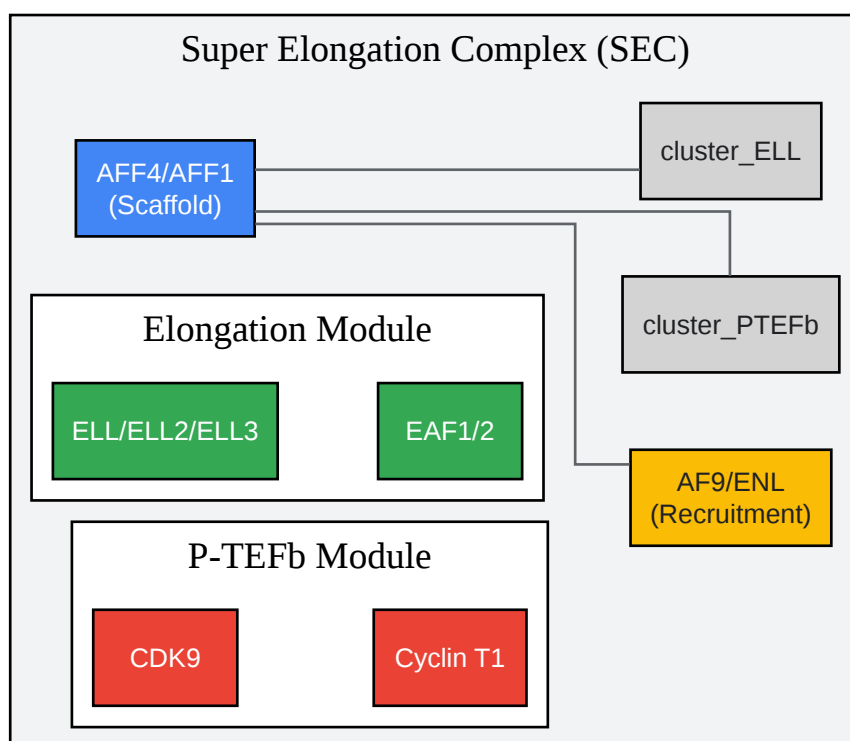 Super Elongation Complex (SEC)
cluster_ELL
AFF4/AFF1
(Scaffold)
cluster_PTEFb
Elongation Module
ELL/ELL2/ELL3
EAF1/2
AF9/ENL
(Recruitment)
P-TEFb Module
CDK9
Cyclin T1